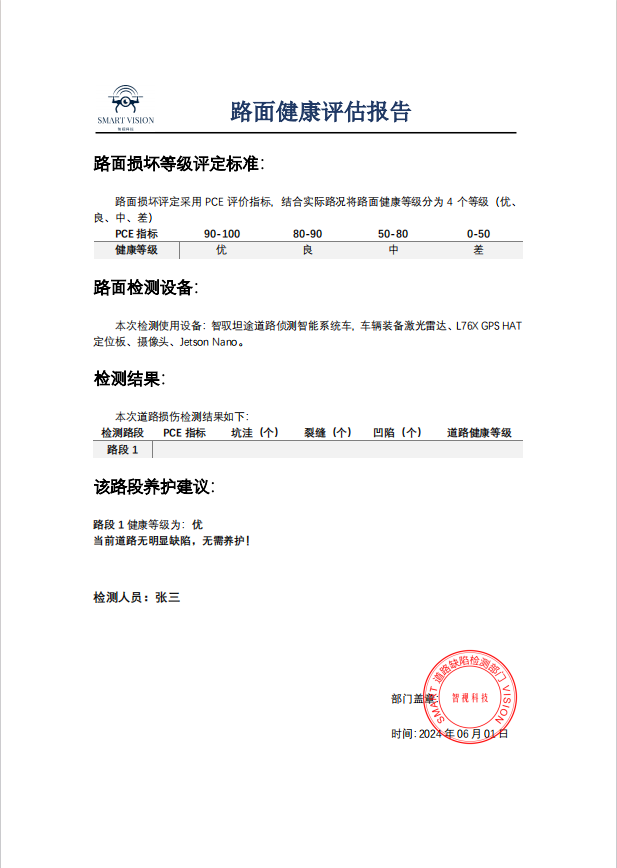 SMART VISION
智视科技
路面健康评估报告
路面损坏等级评定标准：
路面损坏评定采用 PCE 评价指标，结合实际路况将路面健康等级分为 4 个等级（优、
良、中、差）
PCE 指标 90-100 80-90 50-80 0-50
健康等级 优 良 中 差
路面检测设备：
本次检测使用设备：智驭坦途道路侦测智能系统车, 车辆装备激光雷达、L76X GPS HAT
定位板、摄像头、Jetson Nano。
检测结果：
本次道路损伤检测结果如下：
检测路段 PCE 指标 坑洼（个） 裂缝（个） 凹陷（个） 道路健康等级
路段 1
该路段养护建议：
路段 1 健康等级为：优
当前道路无明显缺陷，无需养护！
检测人员：张三
部门盖章：
SMART 道路缺陷检测部门 VISION
智视科技
时间：2024 年 06 月 01 日